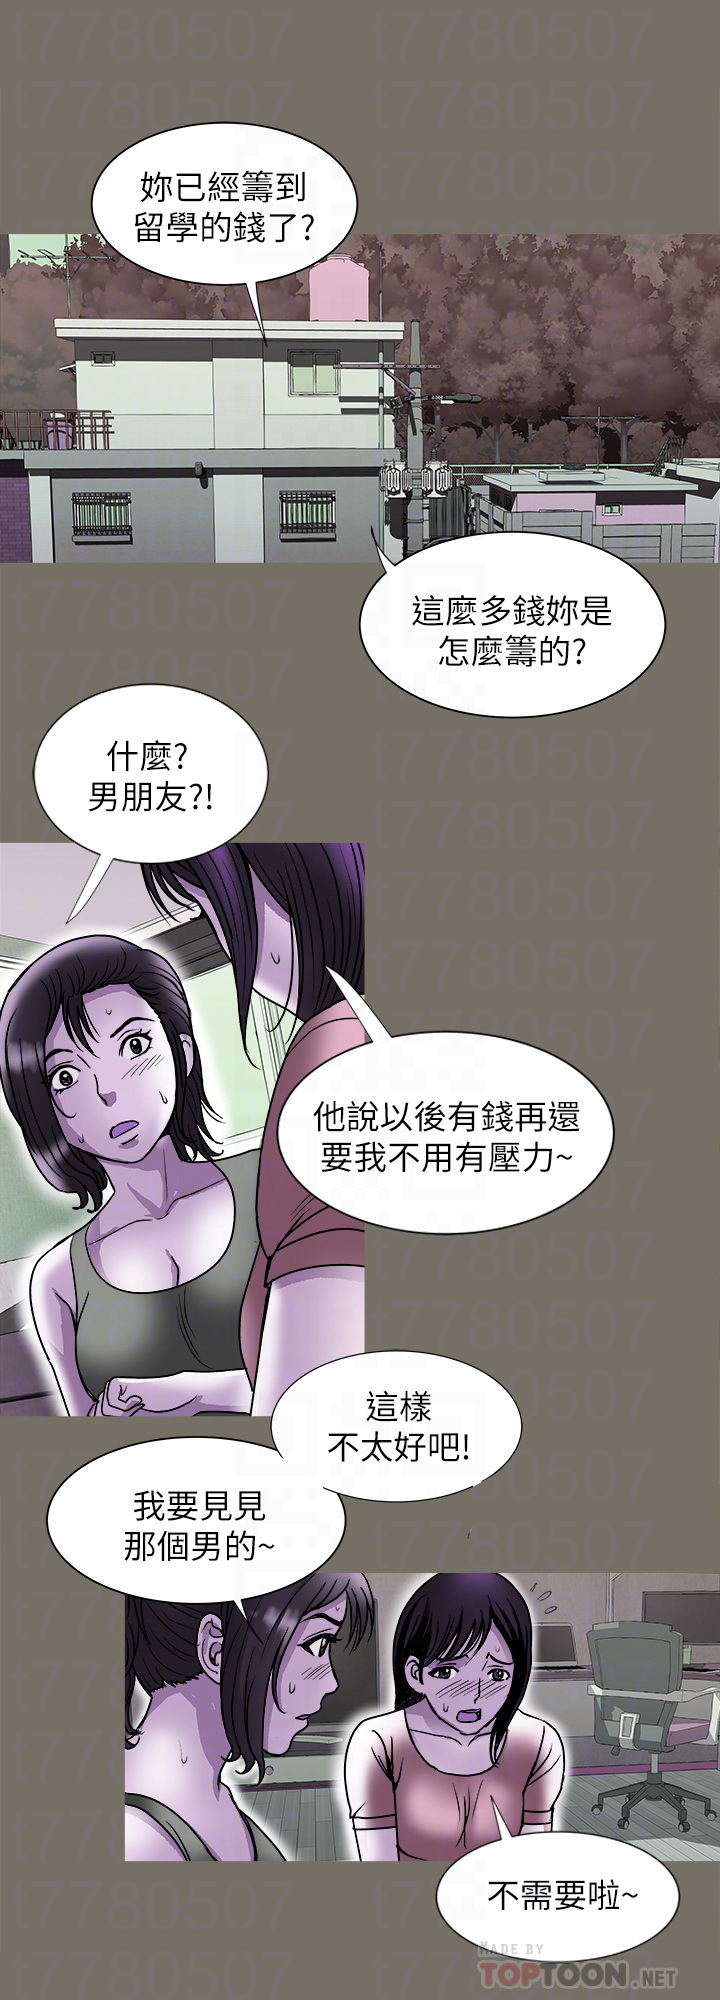 妳已經籌到
留學的錢了?
這麼多錢妳是
怎麼籌的?
什麼?
男朋友?!
他說以後有錢再還
要我不用有壓力~
這樣
不太好吧!
我要見見
那個男的~
不需要啦~
MADE BY
TOPTOON.NET
t7780507